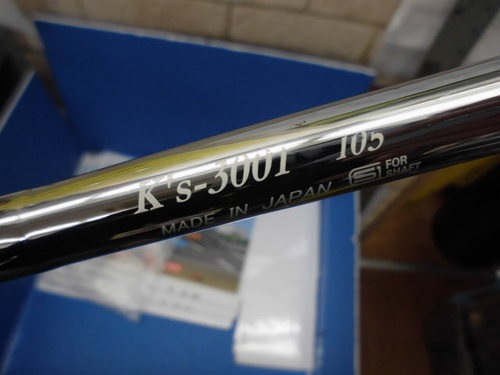 K's-3001 105
MADE IN JAPAN FOR
SHAFT